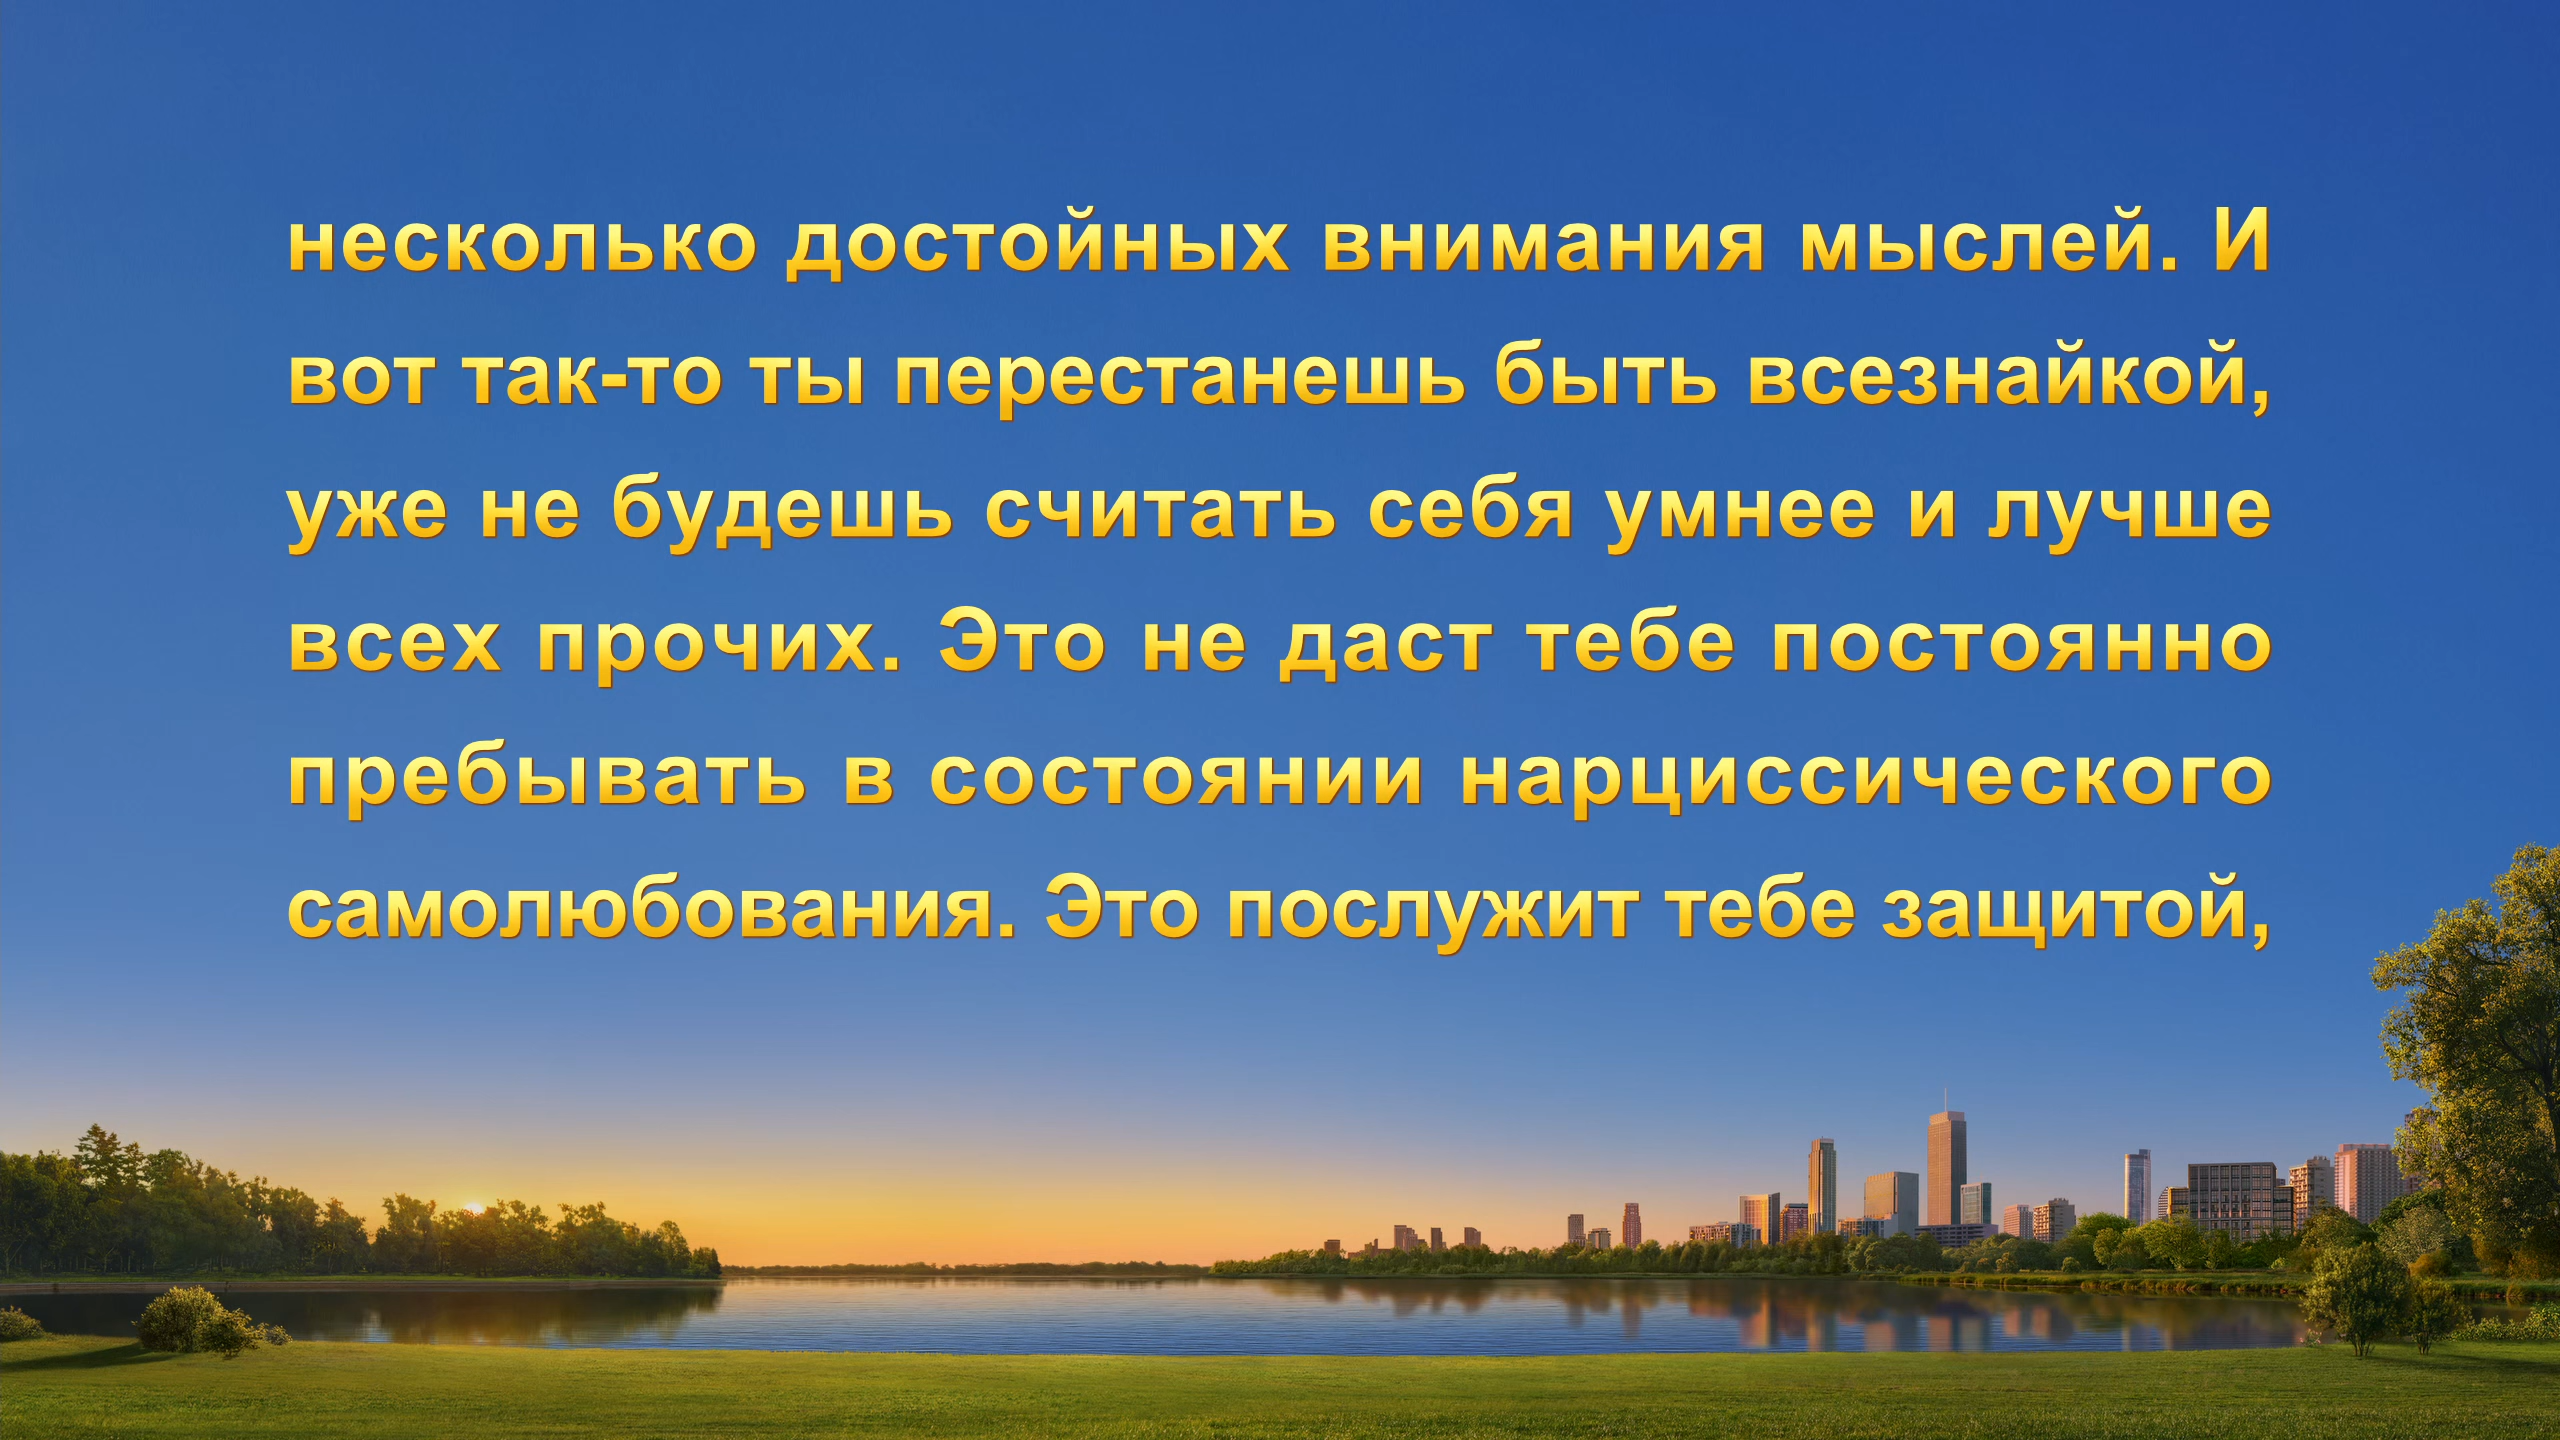 несколько достойных внимания мыслей. И
вот так-то ты перестанешь быть всезнайкой,
уже не будешь считать себя умнее и лучше
всех прочих. Это не даст тебе постоянно
пребывать в состоянии нарциссического
самолюбования. Это послужит тебе защитой,